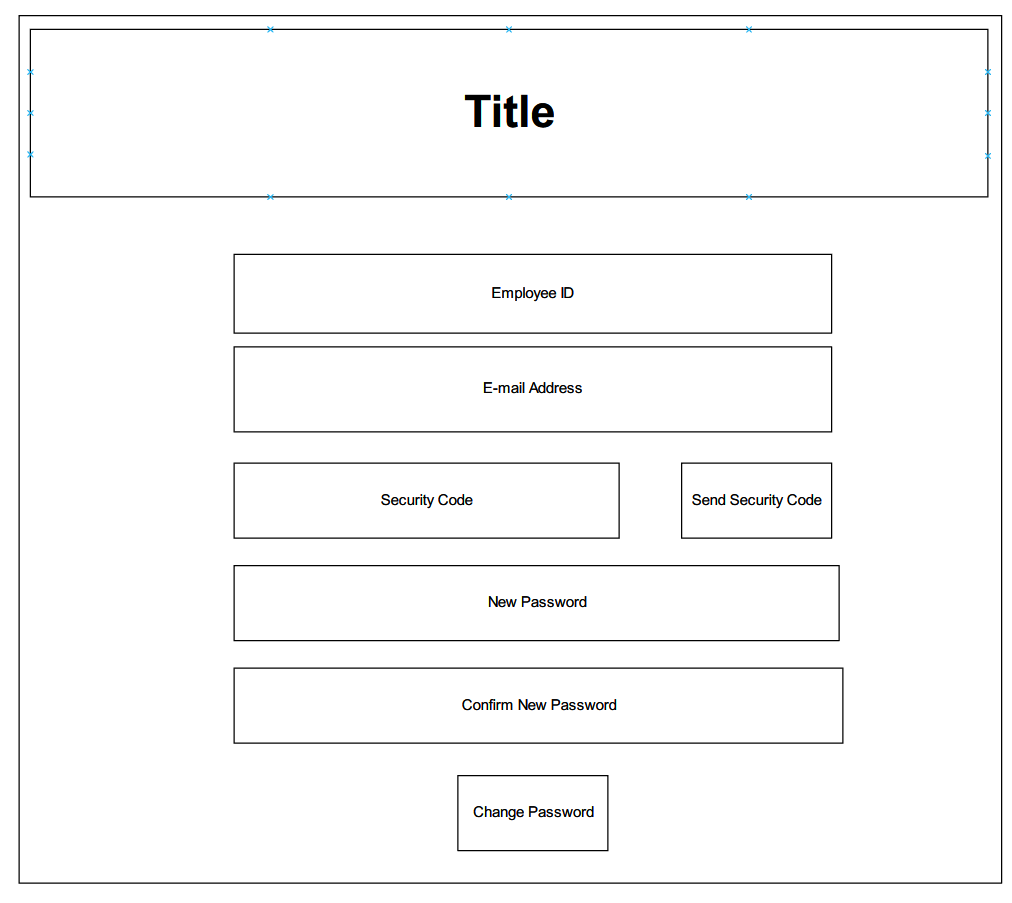 Title
Employee ID
E-mail Address
Security Code
Send Security Code
New Password
Confirm New Password
Change Password